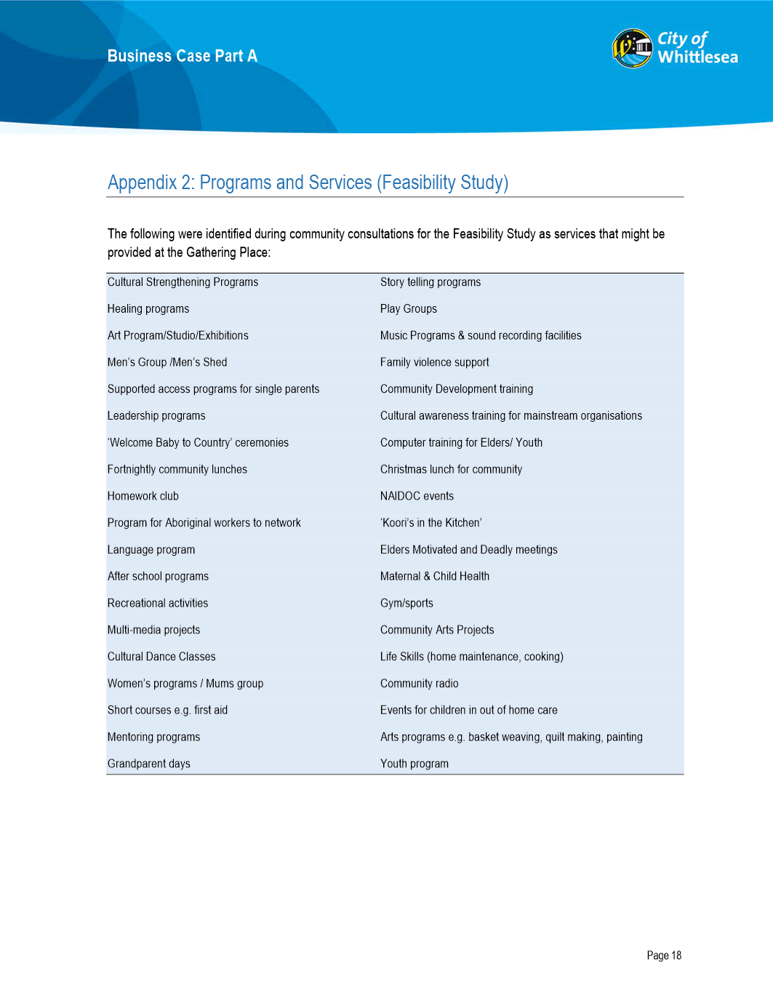 Business Case Part A
City of
Whittlesea
Appendix 2: Programs and Services (Feasibility Study)
The following were identified during community consultations for the Feasibility Study as services that might be
provided at the Gathering Place:
Cultural Strengthening Programs
Story telling programs
Healing programs
Play Groups
Art Program/Studio/Exhibitions
Music Programs & sound recording facilities
Men's Group /Men's Shed
Family violence support
Supported access programs for single parents
Community Development training
Leadership programs
Cultural awareness training for mainstream organisations
'Welcome Baby to Country' ceremonies
Computer training for Elders/ Youth
Fortnightly community lunches
Christmas lunch for community
Homework club
NAIDOC events
Program for Aboriginal workers to network
'Koori's in the Kitchen'
Language program
Elders Motivated and Deadly meetings
After school programs
Maternal & Child Health
Recreational activities
Gym/sports
Multi-media projects
Community Arts Projects
Cultural Dance Classes
Life Skills (home maintenance, cooking)
Women's programs / Mums group
Community radio
Short courses e.g. first aid
Events for children in out of home care
Mentoring programs
Arts programs e.g. basket weaving, quilt making, painting
Grandparent days
Youth program
Page 18